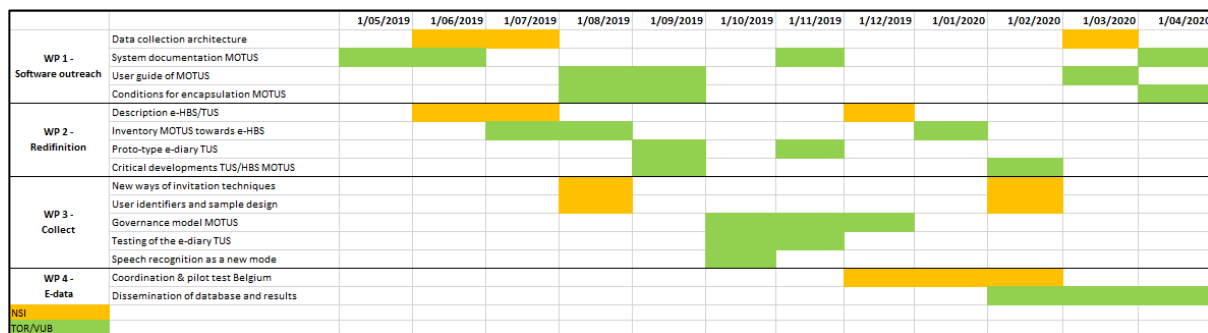 1/05/2019 1/06/2019 1/07/2019 1/08/2019 1/09/2019 1/10/2019 1/11/2019 1/12/2019 1/01/2020 1/02/2020 1/03/2020 1/04/2020
WP 1 -
Software outreach
Data collection architecture
System documentation MOTUS
User guide of MOTUS
Conditions for encapsulation MOTUS
WP 2 -
Redifinition
Description e-HBS/TUS
Inventory MOTUS towards e-HBS
Proto-type e-diary TUS
Critical developments TUS/HBS MOTUS
WP 3 -
Collect
New ways of invitation techniques
User identifiers and sample design
Governance model MOTUS
Testing of the e-diary TUS
Speech recognition as a new mode
WP 4 -
E-data
Coordination & pilot test Belgium
Dissemination of database and results
NSI
TOR/VUB